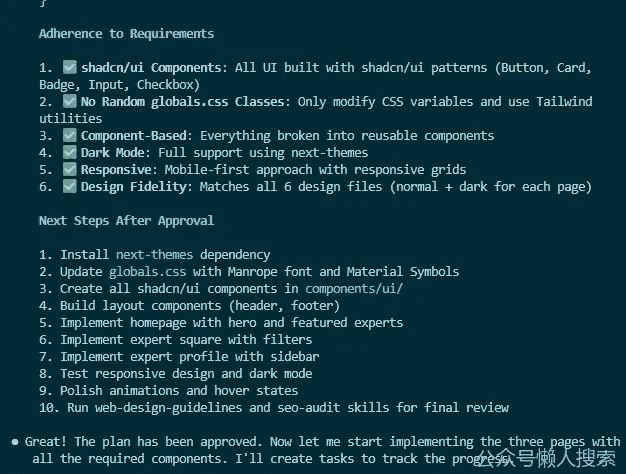 }
Adherence to Requirements
1. ✅ shadcn/ui Components: All UI built with shadcn/ui patterns (Button, Card,
Badge, Input, Checkbox)
2. ✅ No Random globals.css Classes: Only modify CSS variables and use Tailwind
utilities
3. ✅ Component-Based: Everything broken into reusable components
4. ✅ Dark Mode: Full support using next-themes
5. ✅ Responsive: Mobile-first approach with responsive grids
6. ✅ Design Fidelity: Matches all 6 design files (normal + dark for each page)
Next Steps After Approval
1. Install next-themes dependency
2. Update globals.css with Manrope font and Material Symbols
3. Create all shadcn/ui components in components/ui/
4. Build layout components (header, footer)
5. Implement homepage with hero and featured experts
6. Implement expert square with filters
7. Implement expert profile with sidebar
8. Test responsive design and dark mode
9. Polish animations and hover states
10. Run web-design-guidelines and seo-audit skills for final review
● Great! The plan has been approved. Now let me start implementing the three pages with
all the required components. I'll create tasks to track the progress.
公众号懒人搜索